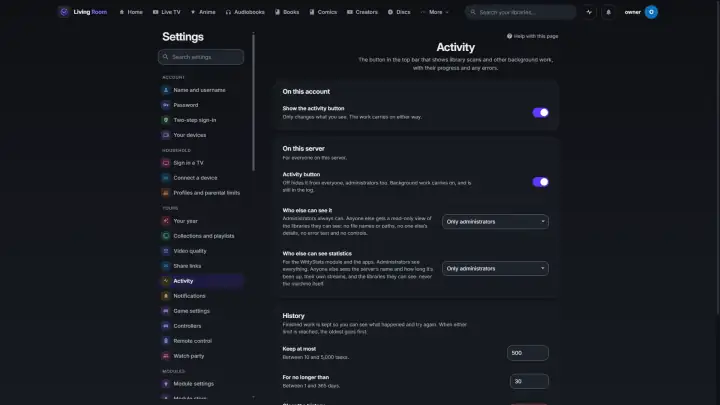 Living Room
Home
Live TV
Anime
Audiobooks
Books
Comics
Creators
Discs
More
Search your libraries...
owner
O
Settings
Search settings
ACCOUNT
Name and username
Password
Two-step sign-in
Your devices
HOUSEHOLD
Sign in a TV
Connect a device
Profiles and parental limits
YOURS
Your year
Collections and playlists
Video quality
Share links
Activity
Notifications
Game settings
Controllers
Remote control
Watch party
MODULES
Module settings
Help with this page
Activity
The button in the top bar that shows library scans and other background work,
with their progress and any errors.
On this account
Show the activity button
Only changes what you see. The work carries on either way.
On this server
For everyone on this server.
Activity button
Off hides it from everyone, administrators too. Background work carries on, and is
still in the log.
Who else can see it
Administrators always can. Anyone else gets a read-only view of
the libraries they can see: no file names or paths, no one else's
details, no error text and no controls.
Only administrators
Who else can see statistics
For the WittyStats module and the apps. Administrators see
everything. Anyone else sees the server's name and how long it's
been up, their own streams, and the libraries they can see: never
the machine itself.
Only administrators
History
Finished work is kept so you can see what happened and try again. When either
limit is reached, the oldest goes first.
Keep at most
Between 10 and 5,000 tasks.
500
For no longer than
Between 1 and 365 days.
30